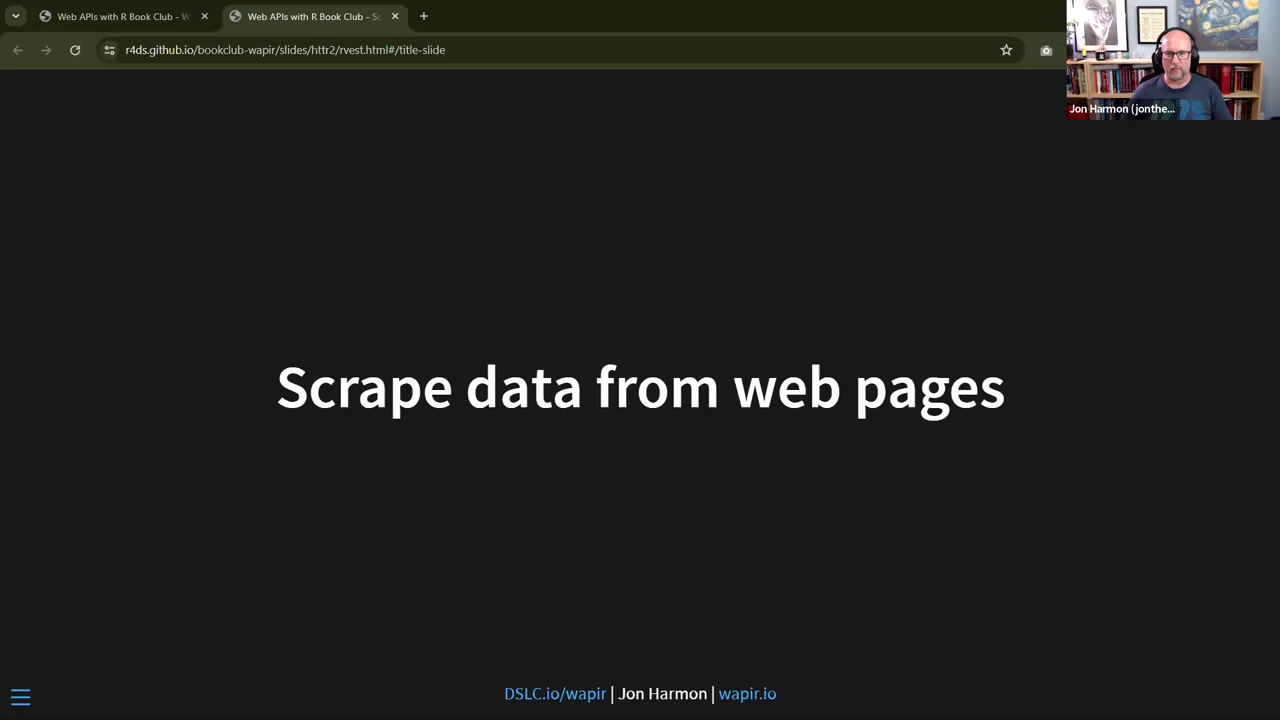 Web APIs with R Book Club - W
Web APIs with R Book Club - Sc
r4ds.github.io/bookclub-wapir/slides/httr2/rvest.html#/title-slide
Jon Harmon (jonthe...
Scrape data from web pages
DSLC.io/wapir | Jon Harmon | wapir.io